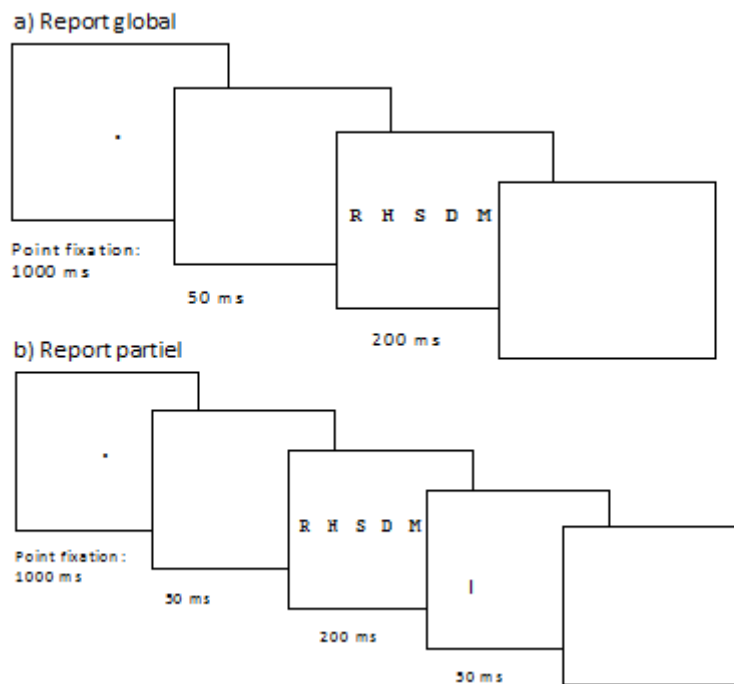 a) Report global
R H S D M
Point fixation:
1000 ms
50 ms
200 ms
b) Report partiel
R H S D M
Point fixation :
1000 ms
50 ms
200 ms
50 ms